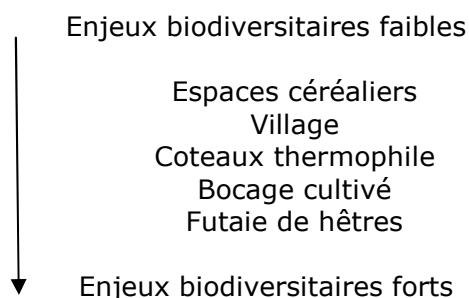 Enjeux biodiversitaires faibles
Espaces céréaliers
Village
Coteaux thermophile
Bocage cultivé
Futaie de hêtres
Enjeux biodiversitaires forts